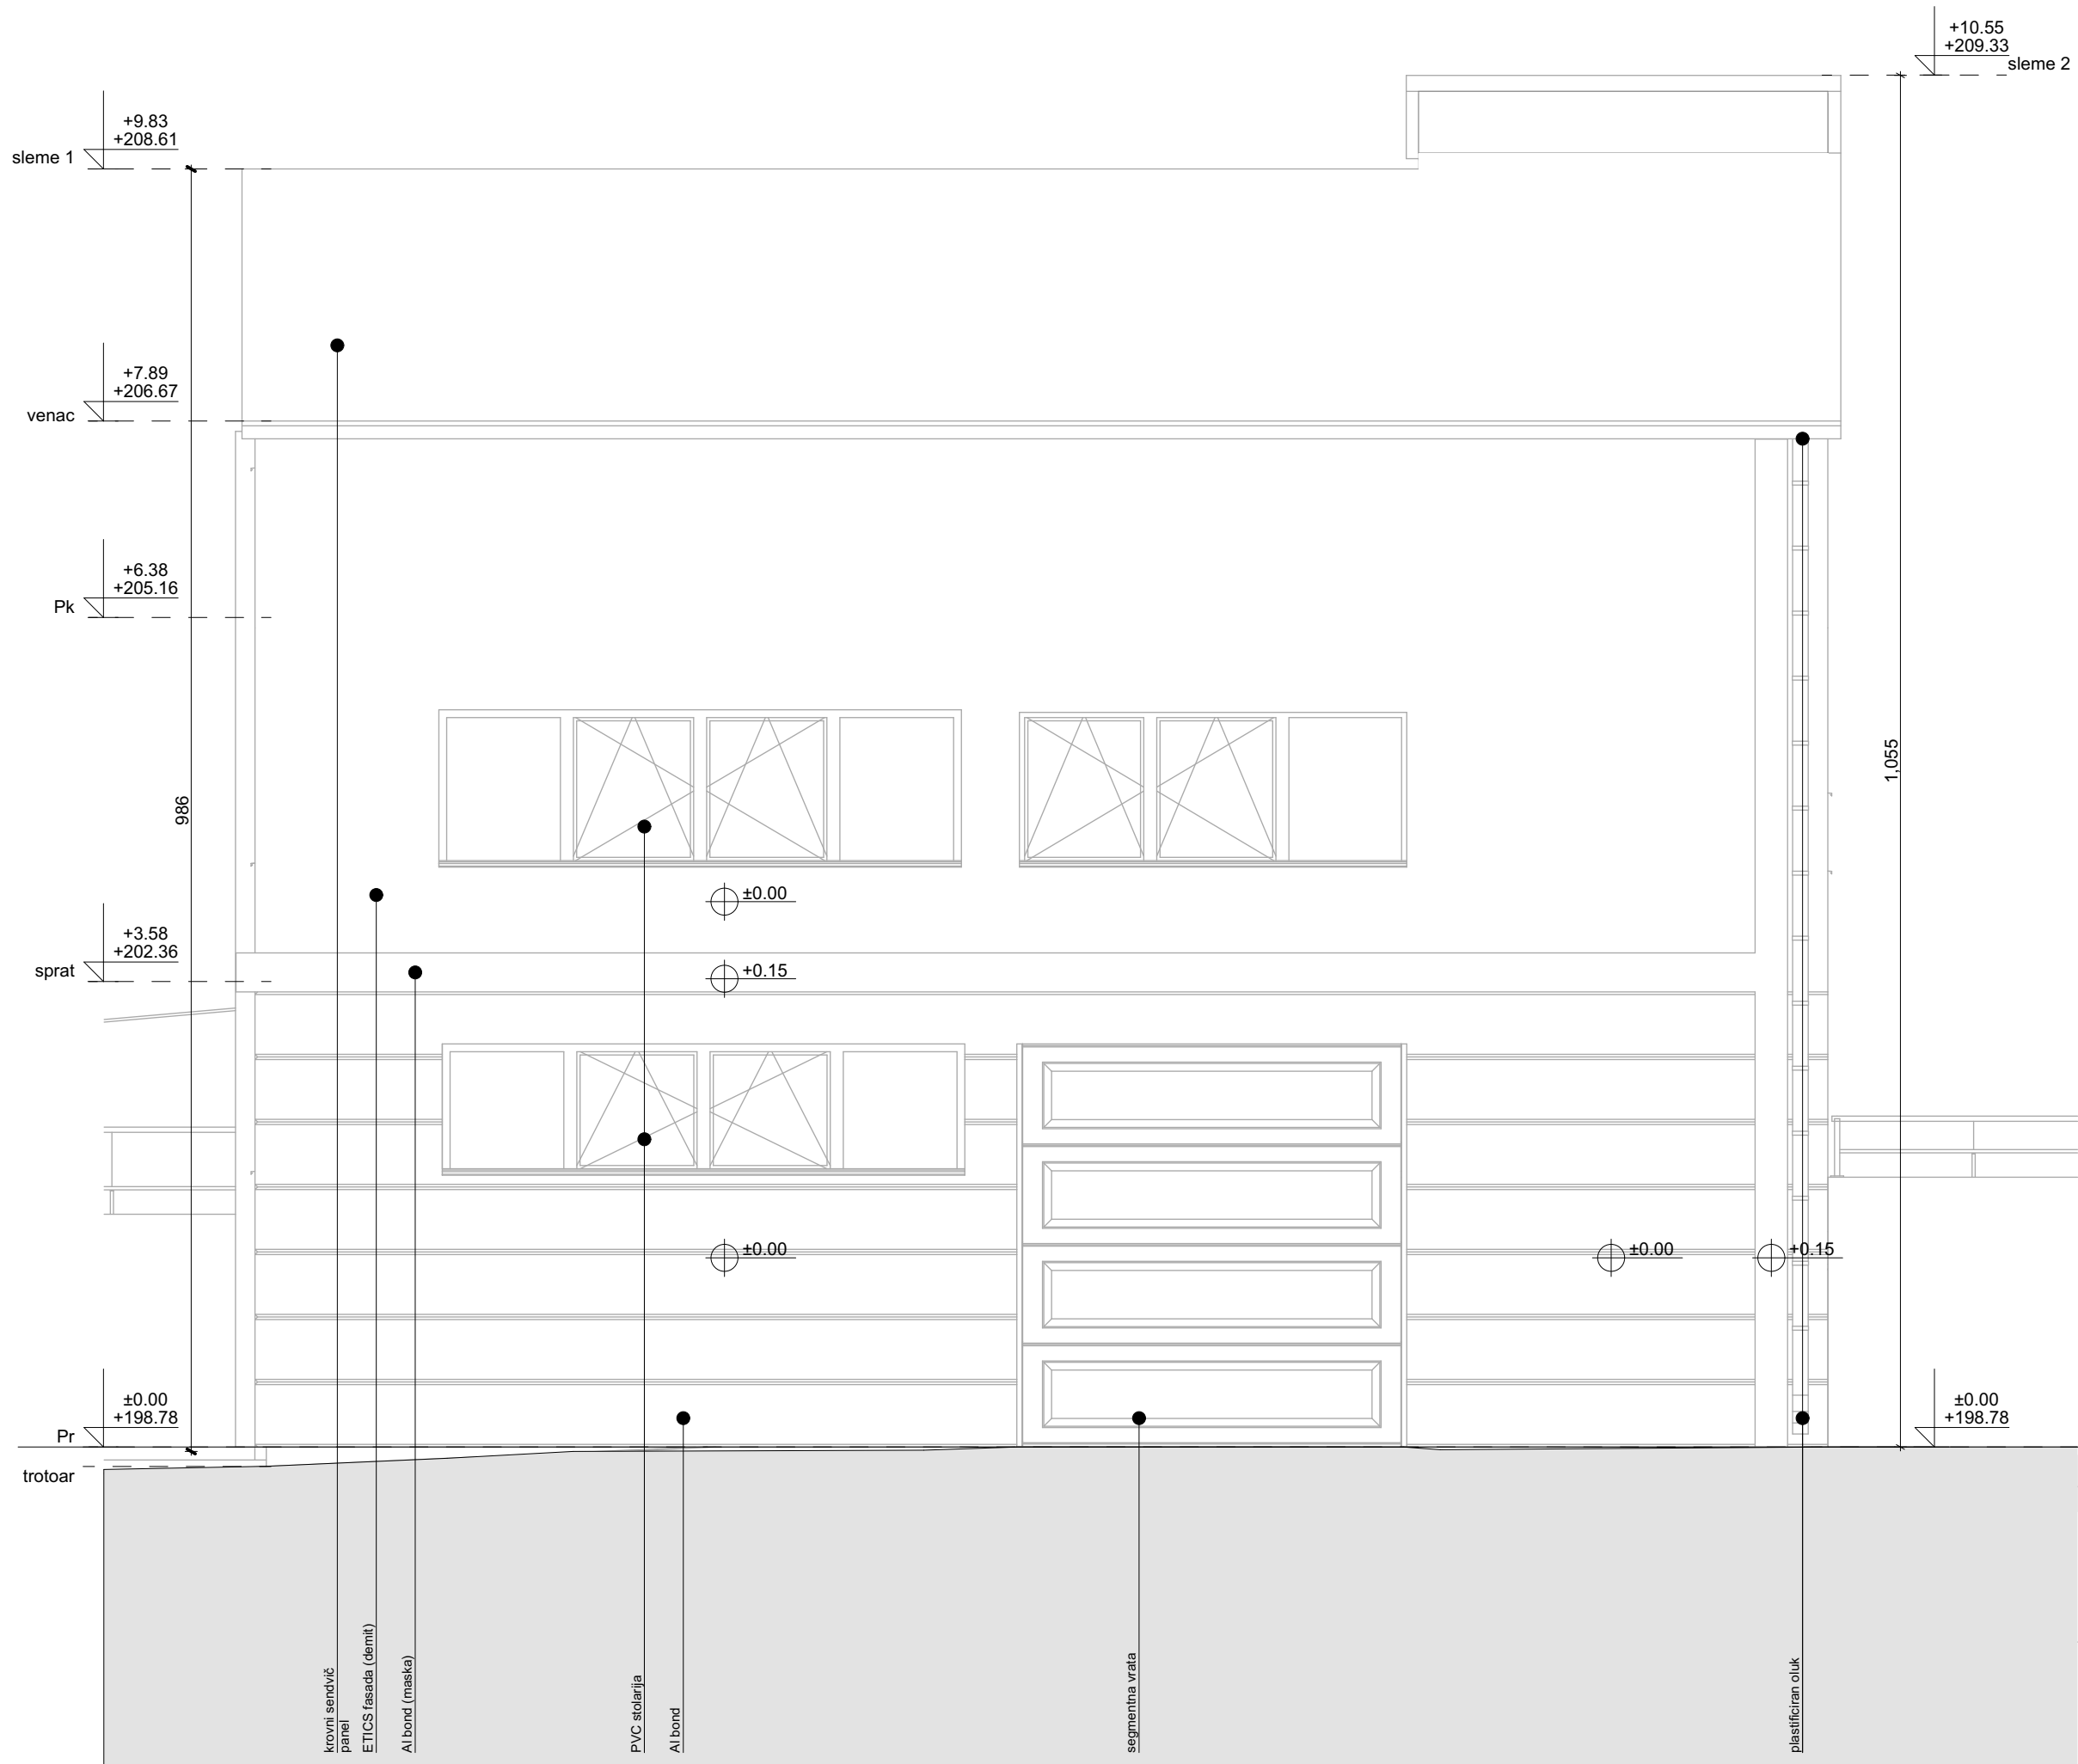 +10.55
+209.33
sleme 2
+9.83
+208.61
sleme 1
+7.89
+206.67
venac
+6.38
+205.16
Pk
1,055
986
±0.00
+3.58
+202.36
sprat
+0.15
±0.00
±0.00
+0.15
±0.00
+198.78
Pr
±0.00
+198.78
trotoar
krovni sendvič
panel
ETICS fasada (demit)
Al bond (maska)
PVC stolarija
Al bond
segmentna vrata
plastificiran oluk